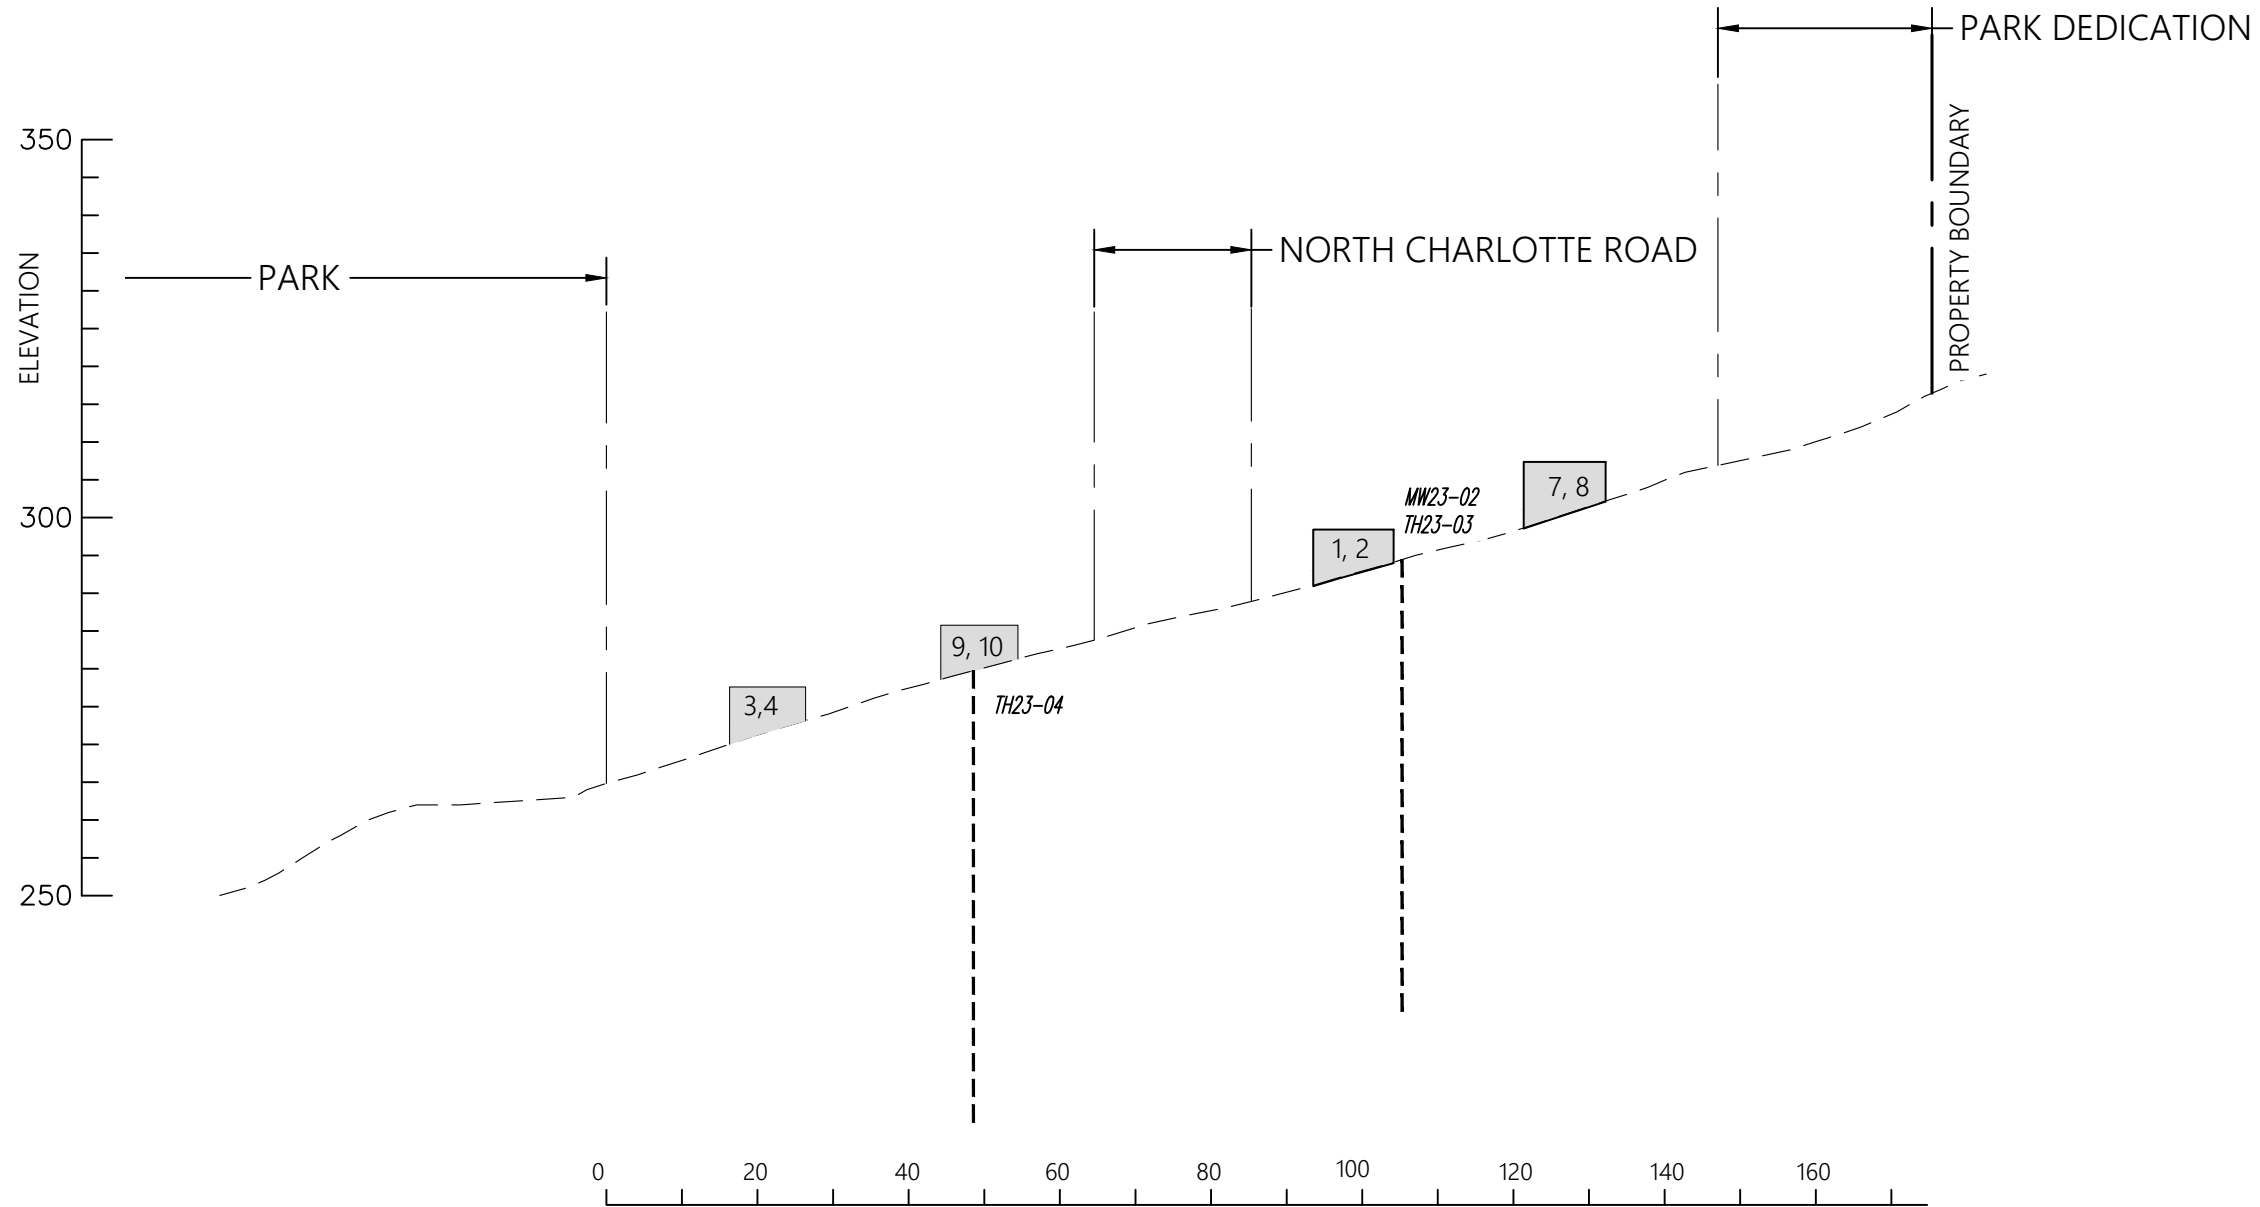 PARK DEDICATION
350
PROPERTY BOUNDARY
ELEVATION
PARK
NORTH CHARLOTTE ROAD
300
MW23-02
TH23-03
7, 8
1, 2
9, 10
3,4
TH23-04
250
0 20 40 60 80 100 120 140 160